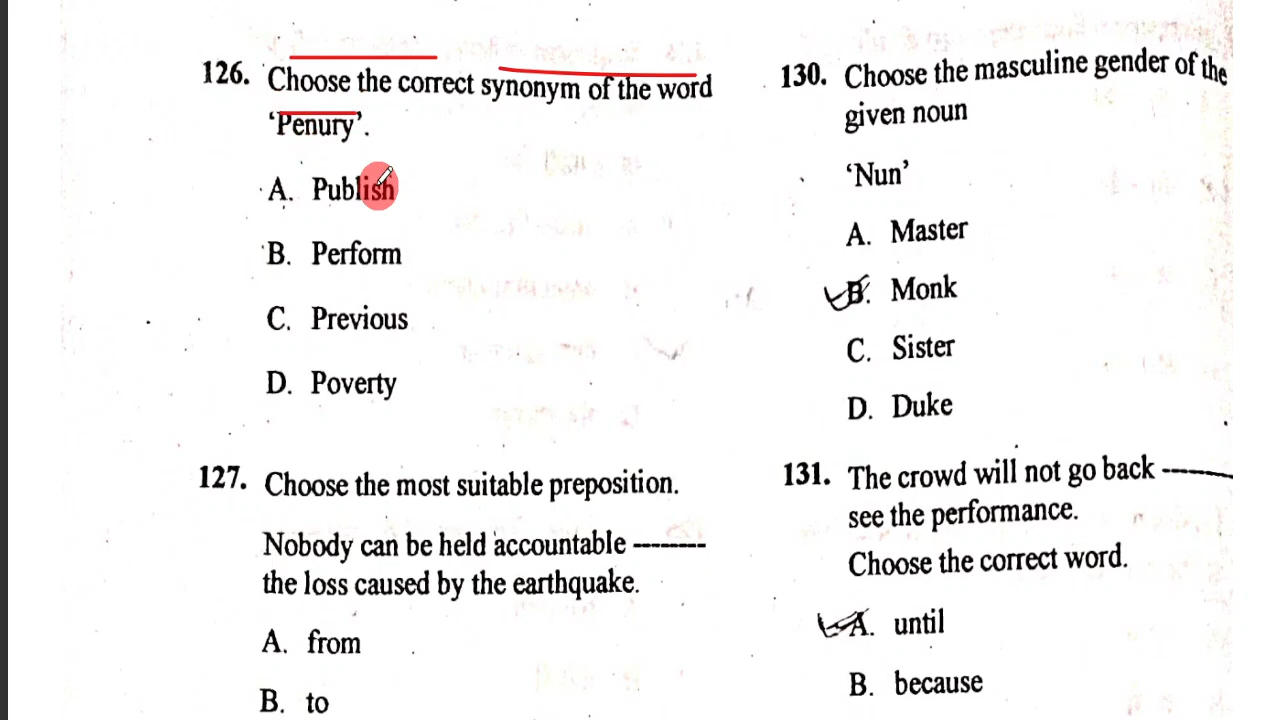 126. Choose the correct synonym of the word
‘Penury’.
A. Publish
B. Perform
C. Previous
D. Poverty
127. Choose the most suitable preposition.
Nobody can be held accountable --------
the loss caused by the earthquake.
A. from
B. to
130. Choose the masculine gender of the
given noun
‘Nun’
A. Master
B. Monk
C. Sister
D. Duke
131. The crowd will not go back --------
see the performance.
Choose the correct word.
A. until
B. because